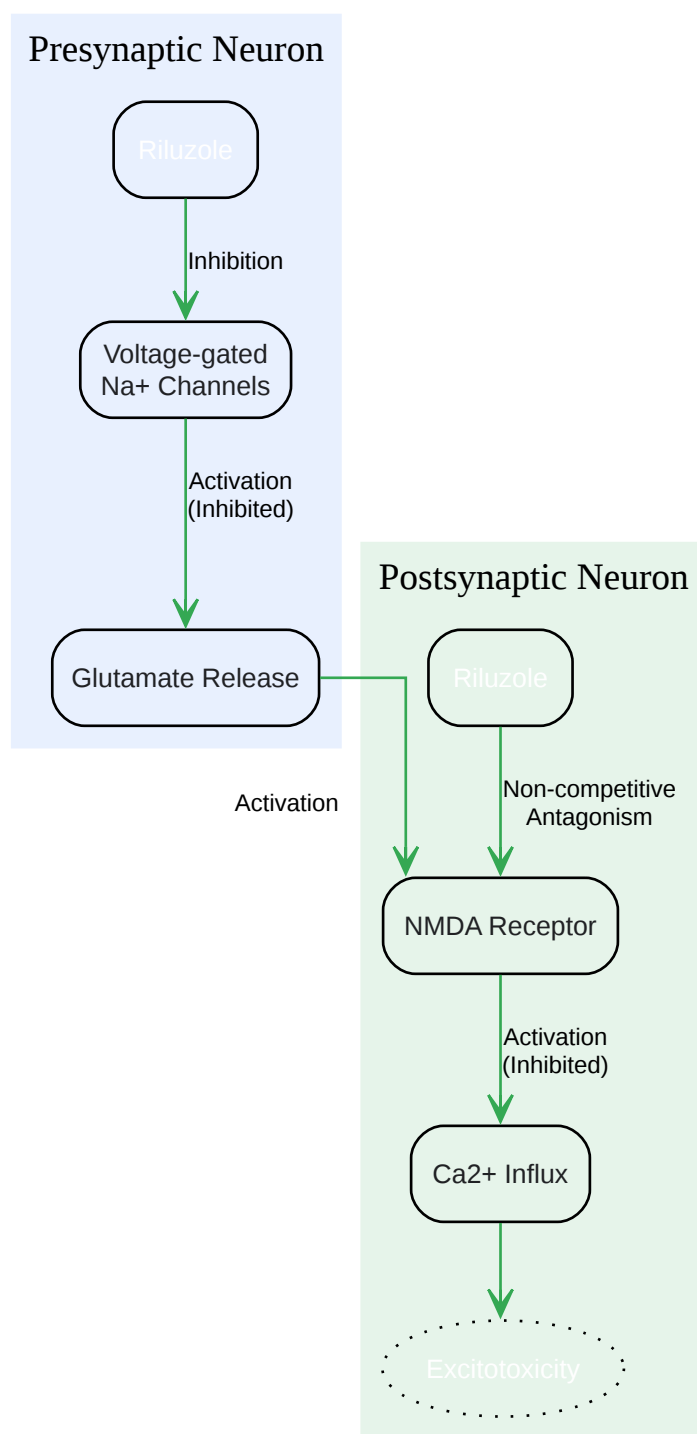 Presynaptic Neuron
Riluzole
Inhibition
Voltage-gated
Na+ Channels
Activation
(Inhibited)
Glutamate Release
Activation
Postsynaptic Neuron
Riluzole
Non-competitive
Antagonism
NMDA Receptor
Activation
(Inhibited)
Ca2+ Influx
Excitotoxicity